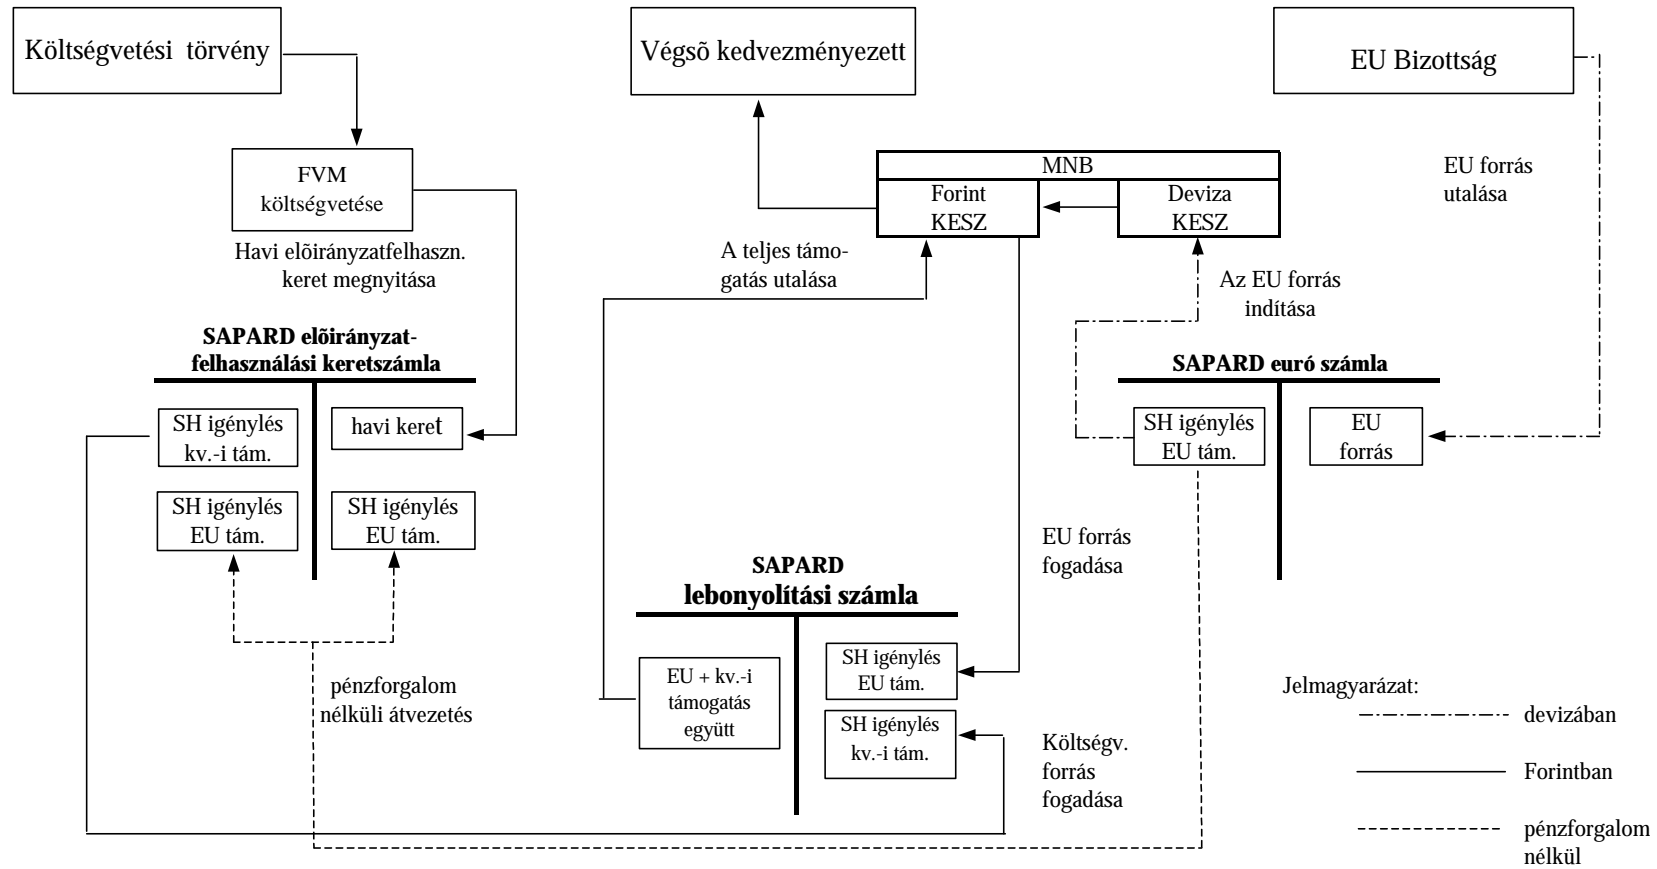 Költségvetési törvény
Végsõ kedvezményezett
EU Bizottság
FVM
költségvetése
Havi elõirányzatfelhaszn.
keret megnyitása
MNB
Forint
KESZ
Deviza
KESZ
EU forrás
utalása
A teljes támo-
gatás utalása
Az EU forrás
indítása
SAPARD elõirányzat-
felhasználási keretszámla
SH igénylés
kv.-i tám.
havi keret
SH igénylés
EU tám.
SH igénylés
EU tám.
SAPARD euró számla
SH igénylés
EU tám.
EU
forrás
EU forrás
fogadása
SAPARD
lebonyolítási számla
EU + kv.-i
támogatás
együtt
SH igénylés
EU tám.
SH igénylés
kv.-i tám.
pénzforgalom
nélküli átvezetés
Költségv.
forrás
fogadása
Jelmagyarázat:
devizában
Forintban
pénzforgalom
nélkül